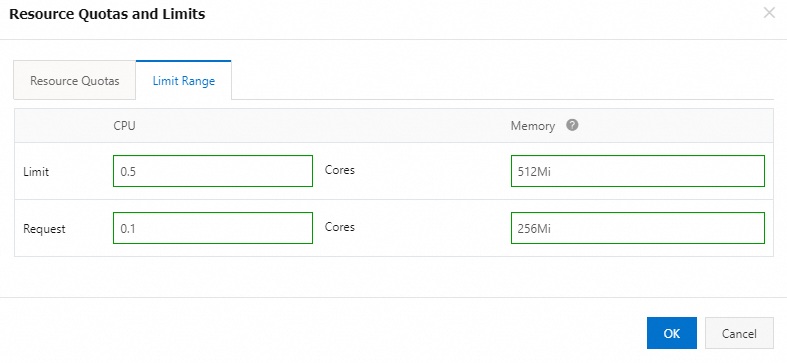 Resource Quotas and Limits
Resource Quotas Limit Range
CPU Memory
Limit 0.5 Cores 512Mi
Request 0.1 Cores 256Mi
OK Cancel